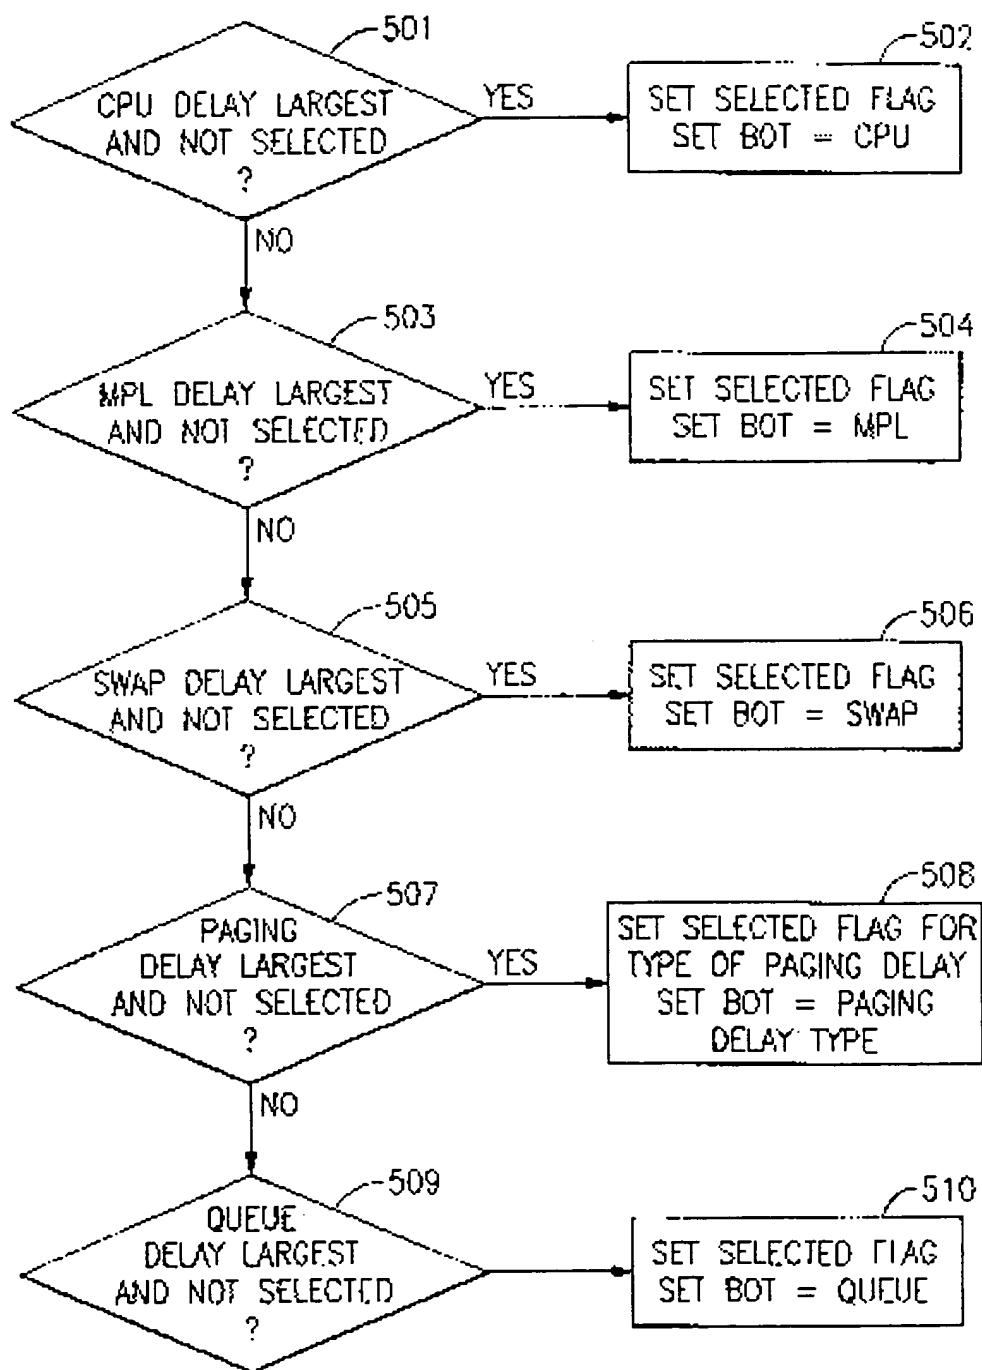 501
CPU DELAY LARGEST
AND NOT SELECTED
?
YES
502
SET SELECTED FLAG
SET BOT = CPU
NO
503
MPL DELAY LARGEST
AND NOT SELECTED
?
YES
504
SET SELECTED FLAG
SET BOT = MPL
NO
505
SWAP DELAY LARGEST
AND NOT SELECTED
?
YES
506
SET SELECTED FLAG
SET BOT = SWAP
NO
507
PAGING
DELAY LARGEST
AND NOT SELECTED
?
YES
508
SET SELECTED FLAG FOR
TYPE OF PAGING DELAY
SET BOT = PAGING
DELAY TYPE
NO
509
QUEUE
DELAY LARGEST
AND NOT SELECTED
?
510
SET SELECTED FLAG
SET BOT = QUEUE